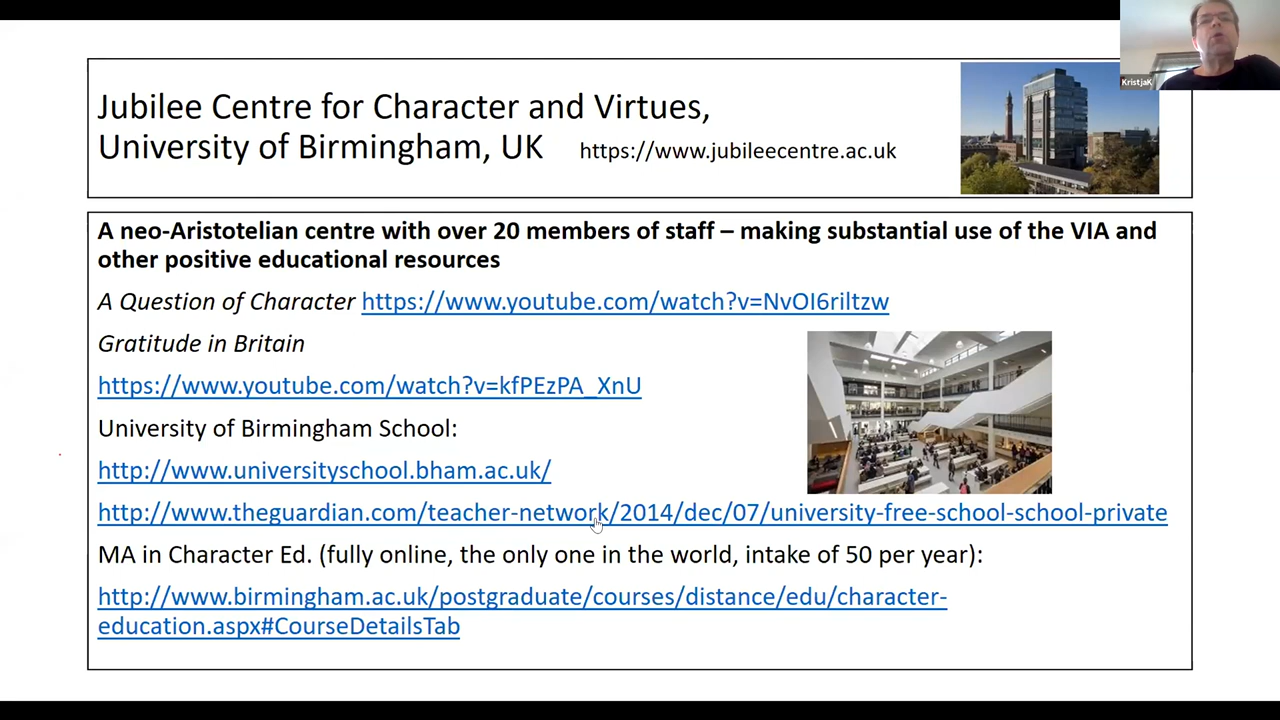 Jubilee Centre for Character and Virtues,
University of Birmingham, UK https://www.jubileecentre.ac.uk
KristjaK
A neo-Aristotelian centre with over 20 members of staff – making substantial use of the VIA and
other positive educational resources
A Question of Character https://www.youtube.com/watch?v=NvOI6riltzw
Gratitude in Britain
https://www.youtube.com/watch?v=kfPEzPA_XnU
University of Birmingham School:
http://www.universityschool.bham.ac.uk/
http://www.theguardian.com/teacher-network/2014/dec/07/university-free-school-school-private
MA in Character Ed. (fully online, the only one in the world, intake of 50 per year):
http://www.birmingham.ac.uk/postgraduate/courses/distance/edu/character-
education.aspx#CourseDetailsTab